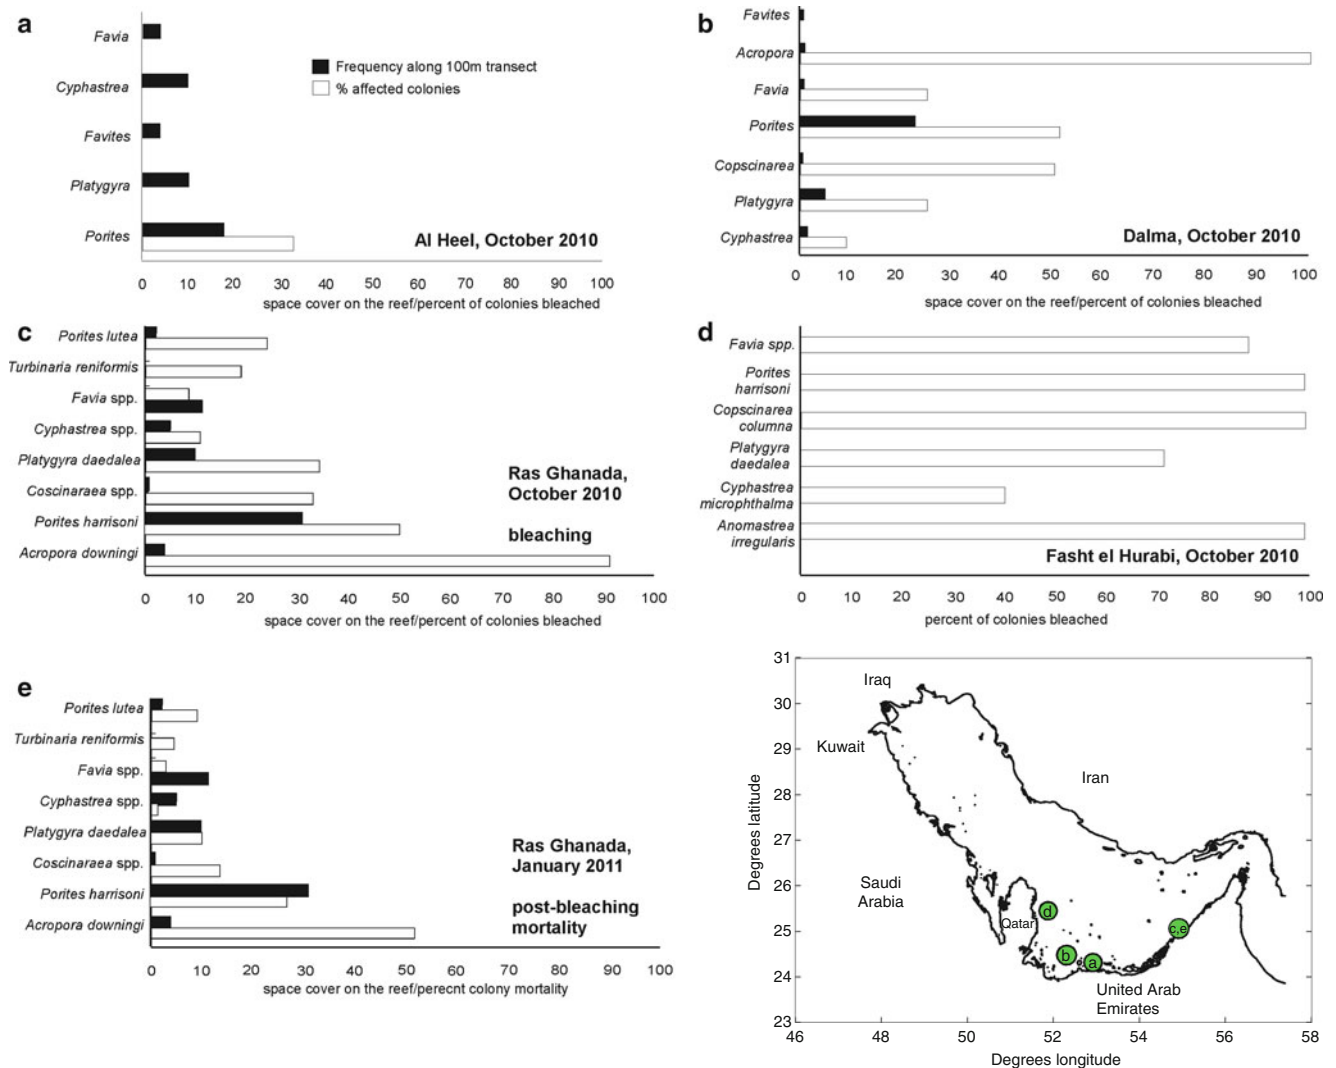 a
Favia
Cyphastrea
Favites
Platygyra
Porites
Frequency along 100m transect
% affected colonies
Al Heel, October 2010
0 10 20 30 40 50 60 70 80 90 100
space cover on the reef/percent of colonies bleached
b
Favites
Acropora
Favia
Porites
Copscinarea
Platygyra
Cyphastrea
Dalma, October 2010
0 10 20 30 40 50 60 70 80 90 100
space cover on the reef/percent of colonies bleached
c
Porites lutea
Turbinaria reniformis
Favia spp.
Cyphastrea spp.
Platygyra daedalea
Coscinaraea spp.
Porites harrisoni
Acropora downingi
Ras Ghanada,
October 2010
bleaching
0 10 20 30 40 50 60 70 80 90 100
space cover on the reef/percent of colonies bleached
d
Favia spp.
Porites
harrisoni
Copscinarea
columna
Platygyra
daedalea
Cyphastrea
microphthalma
Anomastrea
irregularis
Fasht el Hurabi, October 2010
0 10 20 30 40 50 60 70 80 90 100
percent of colonies bleached
e
Porites lutea
Turbinaria reniformis
Favia spp.
Cyphastrea spp.
Platygyra daedalea
Coscinaraea spp.
Porites harrisoni
Acropora downingi
Ras Ghanada,
January 2011
post-bleaching
mortality
0 10 20 30 40 50 60 70 80 90 100
space cover on the reef/perecnt colony mortality
31
30
29
28
27
26
25
24
23
Degrees latitude
Iraq
Kuwait
Iran
Saudi
Arabia
Qatar
d
c,e
b
a
United Arab
Emirates
46 48 50 52 54 56 58
Degrees longitude